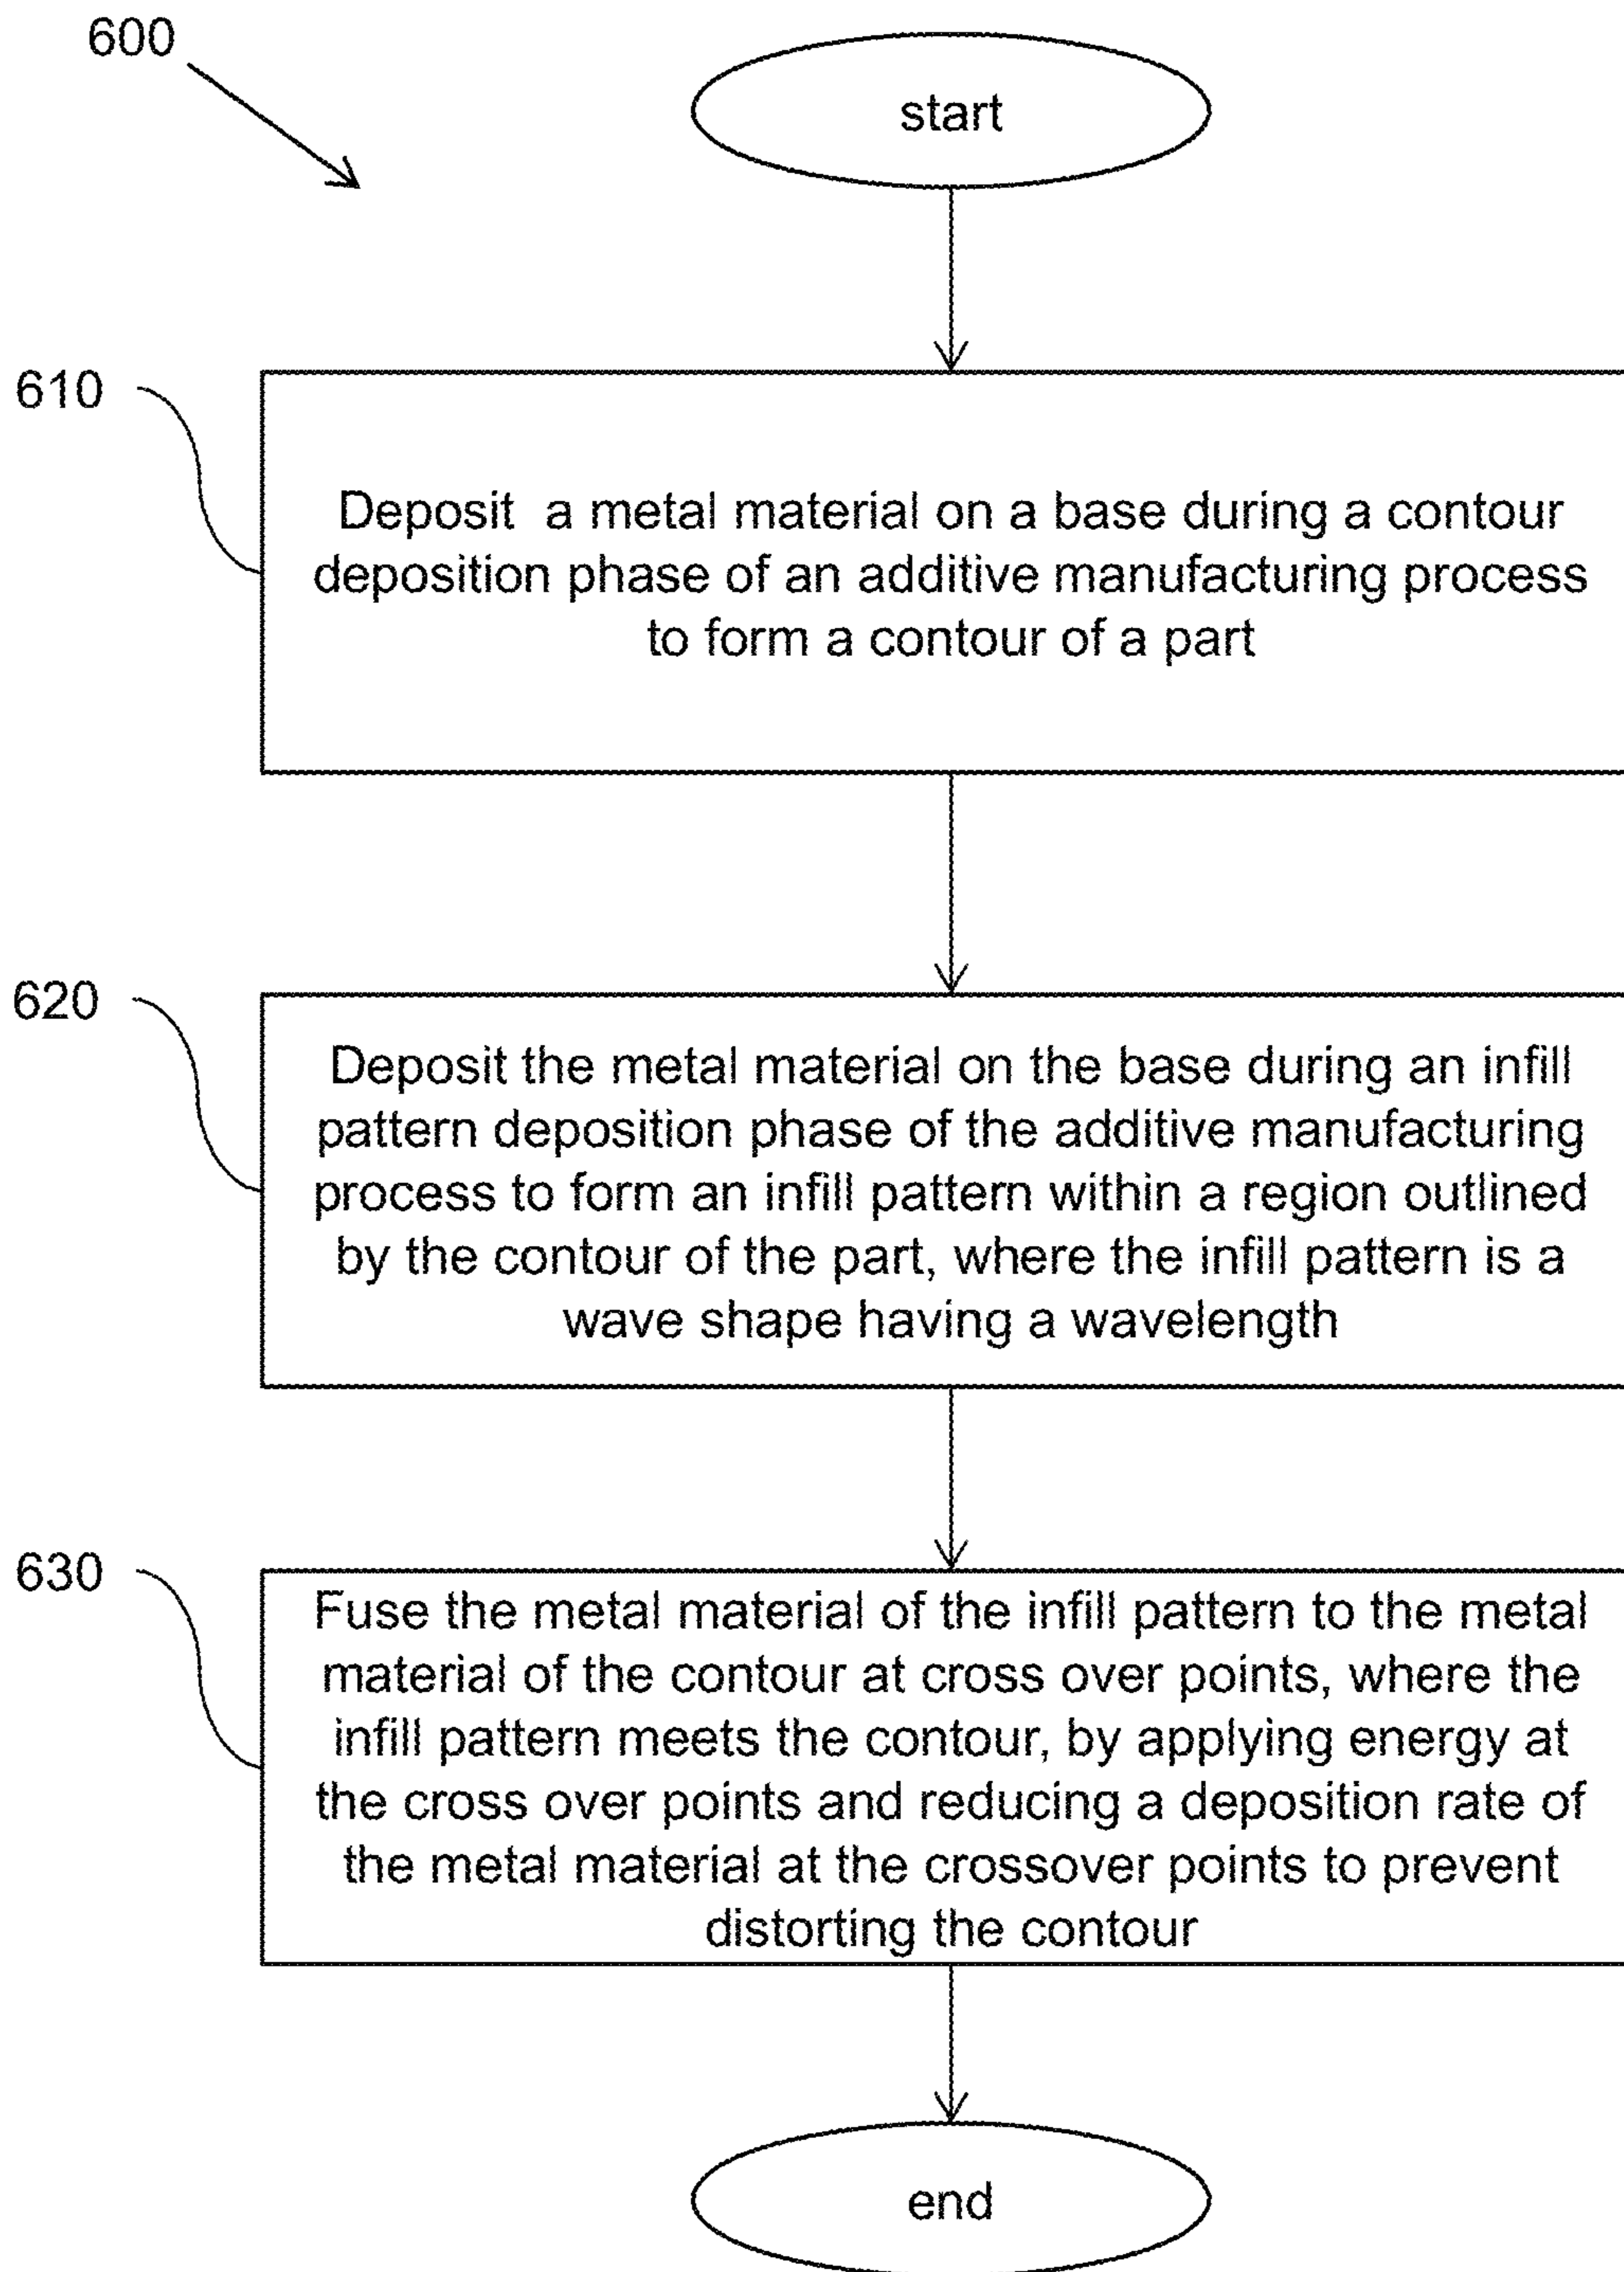 600
start
610
Deposit a metal material on a base during a contour
deposition phase of an additive manufacturing process
to form a contour of a part
620
Deposit the metal material on the base during an infill
pattern deposition phase of the additive manufacturing
process to form an infill pattern within a region outlined
by the contour of the part, where the infill pattern is a
wave shape having a wavelength
630
Fuse the metal material of the infill pattern to the metal
material of the contour at cross over points, where the
infill pattern meets the contour, by applying energy at
the cross over points and reducing a deposition rate of
the metal material at the crossover points to prevent
distorting the contour
end